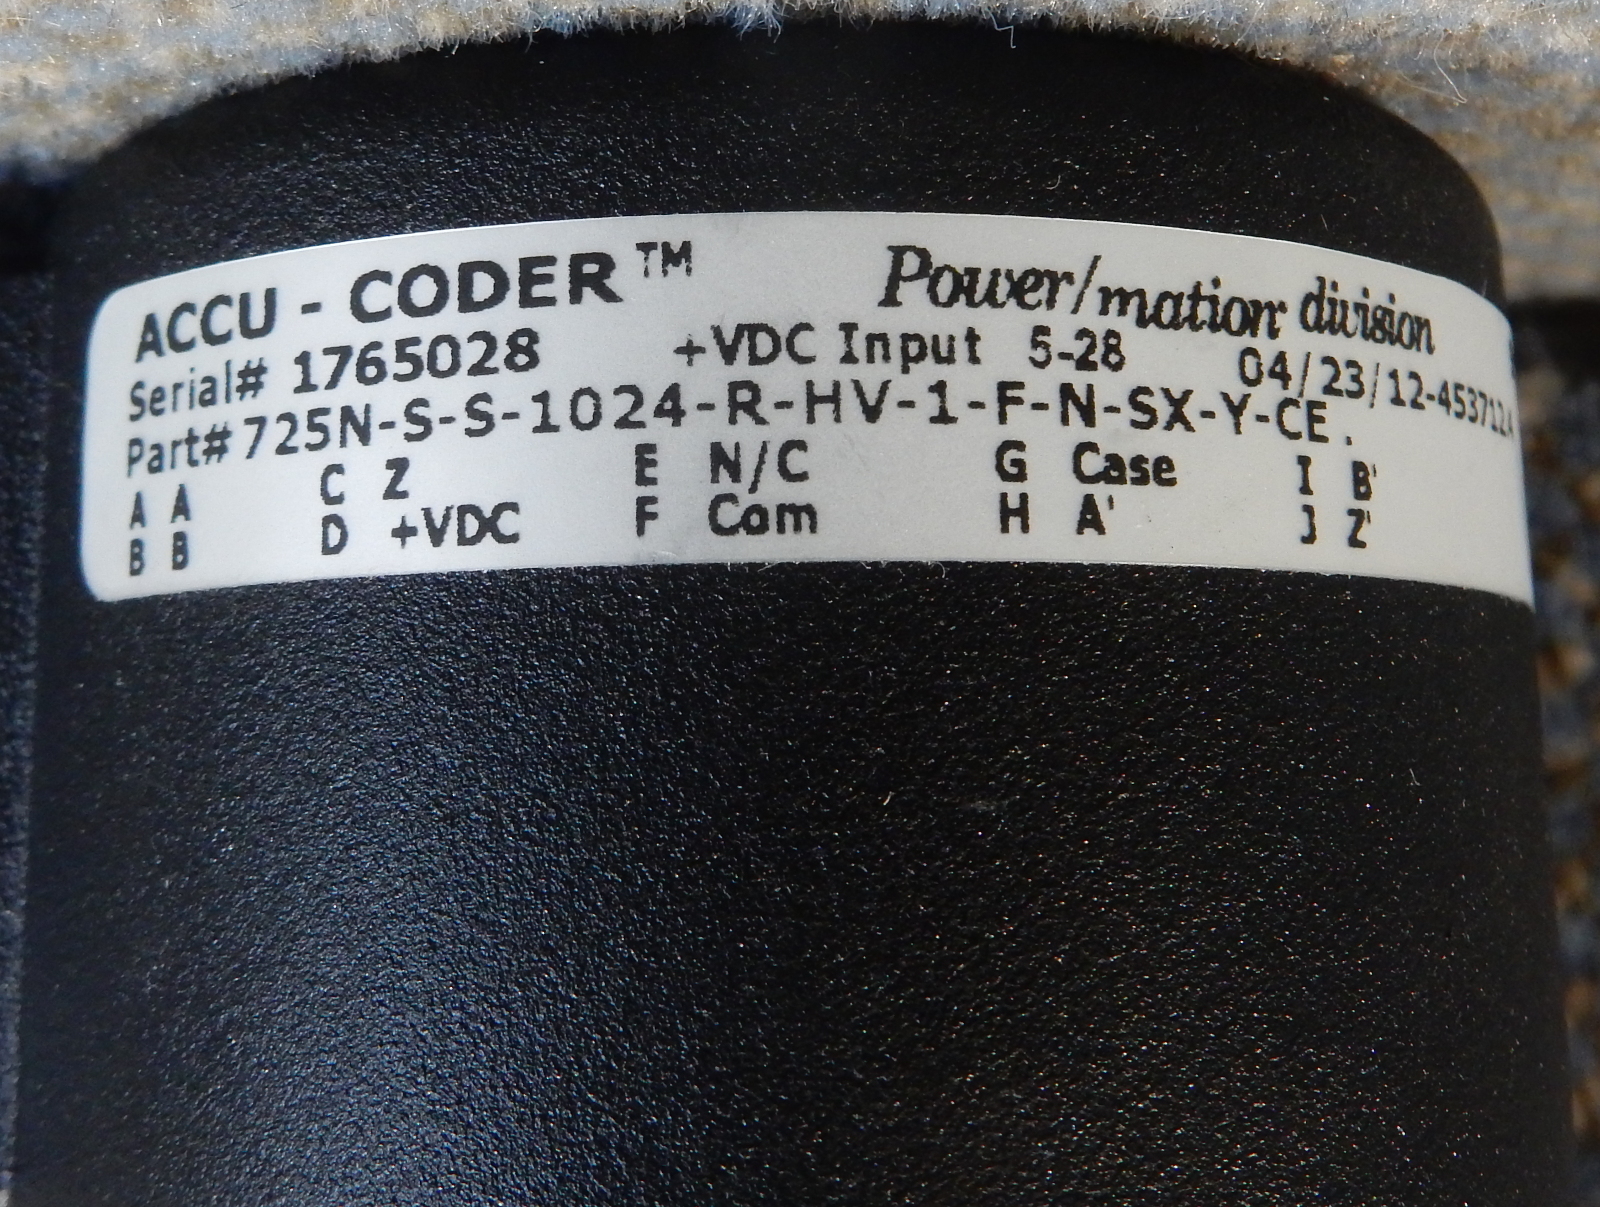 ACCU - CODER™ Power/mation division
Serial# 1765028 +VDC Input 5-28 04/23/12-4537124
Part# 725N-S-S-1024-R-HV-1-F-N-SX-Y-CE.
A A C Z E N/C G Case I B'
B B D +VDC F Com H A' J Z'